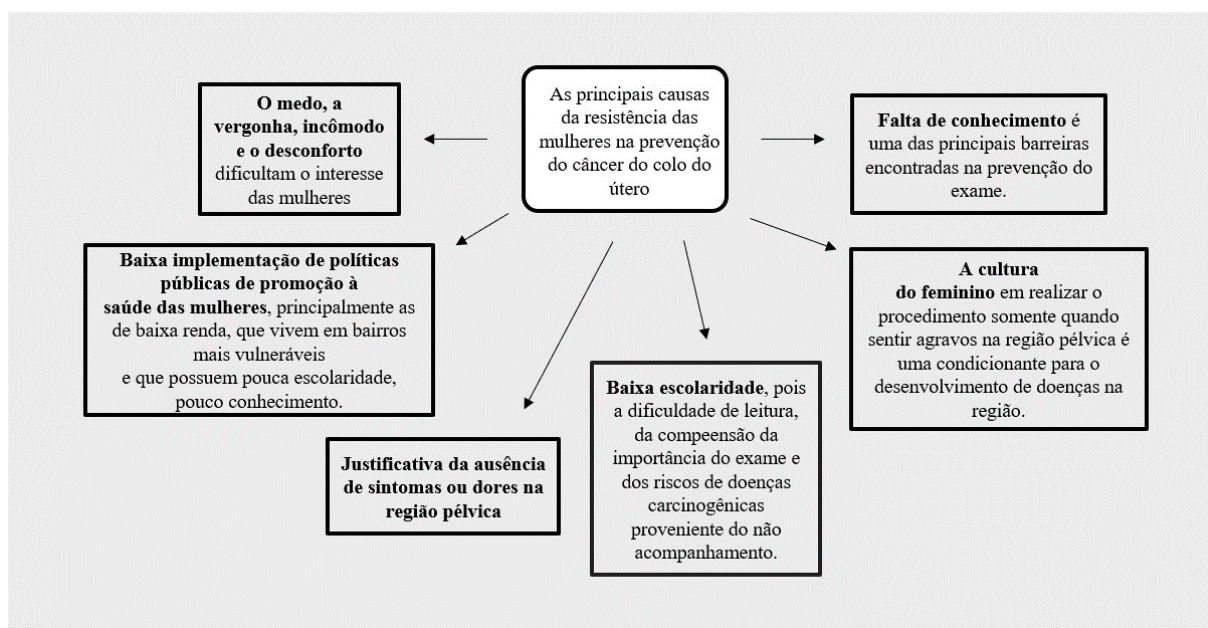 As principais causas
da resistência das
mulheres na prevenção
do câncer do colo do
útero
O medo, a
vergonha, incômodo
e o desconforto
dificultam o interesse
das mulheres
Falta de conhecimento é
uma das principais barreiras
encontradas na prevenção do
exame.
Baixa implementação de políticas
públicas de promoção à
saúde das mulheres, principalmente as
de baixa renda, que vivem em bairros
mais vulneráveis
e que possuem pouca escolaridade,
pouco conhecimento.
A cultura
do feminino em realizar o
procedimento somente quando
sentir agravos na região pélvica é
uma condicionante para o
desenvolvimento de doenças na
região.
Justificativa da ausência
de sintomas ou dores na
região pélvica
Baixa escolaridade, pois
a dificuldade de leitura,
da compeensão da
importância do exame e
dos riscos de doenças
carcinogênicas
proveniente do não
acompanhamento.